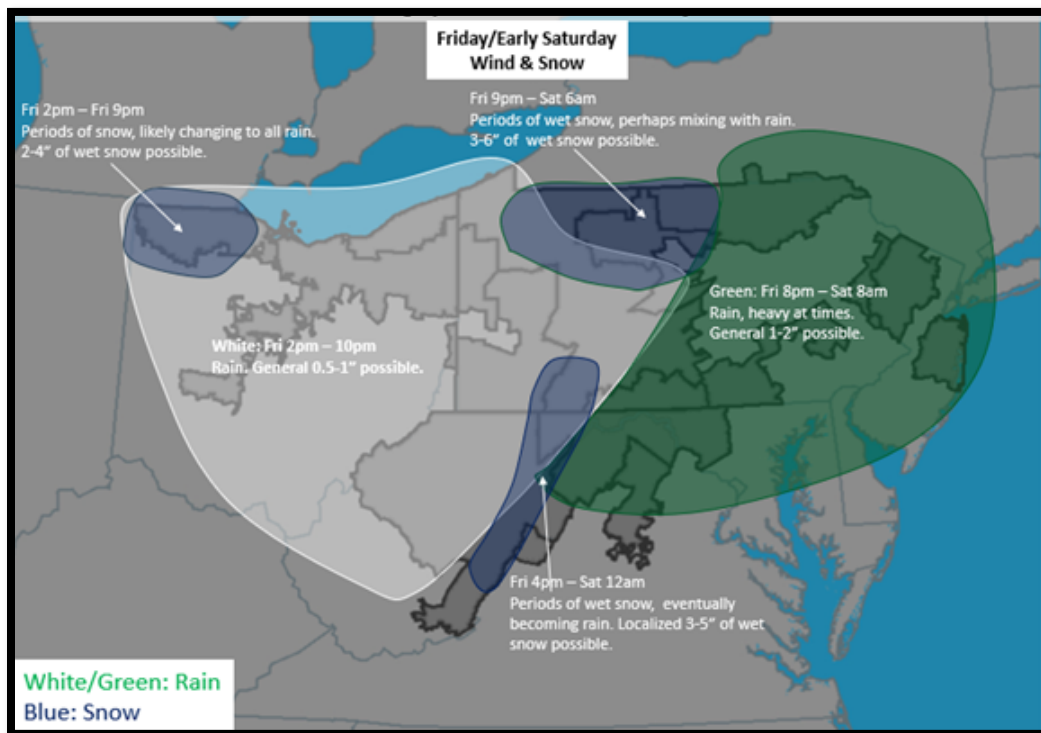 Friday/Early Saturday
Wind & Snow
Fri 2pm – Fri 9pm
Periods of snow, likely changing to all rain.
2-4” of wet snow possible.
Fri 9pm – Sat 6am
Periods of wet snow, perhaps mixing with rain.
3-6” of  wet snow possible.
Green: Fri 8pm – Sat 8am
Rain, heavy at times.
General 1-2” possible.
White: Fri 2pm – 10pm
Rain. General 0.5-1” possible.
Fri 4pm – Sat 12am
Periods of wet snow,  eventually
becoming rain. Localized 3-5” of wet
snow possible.
White/Green: Rain
Blue: Snow